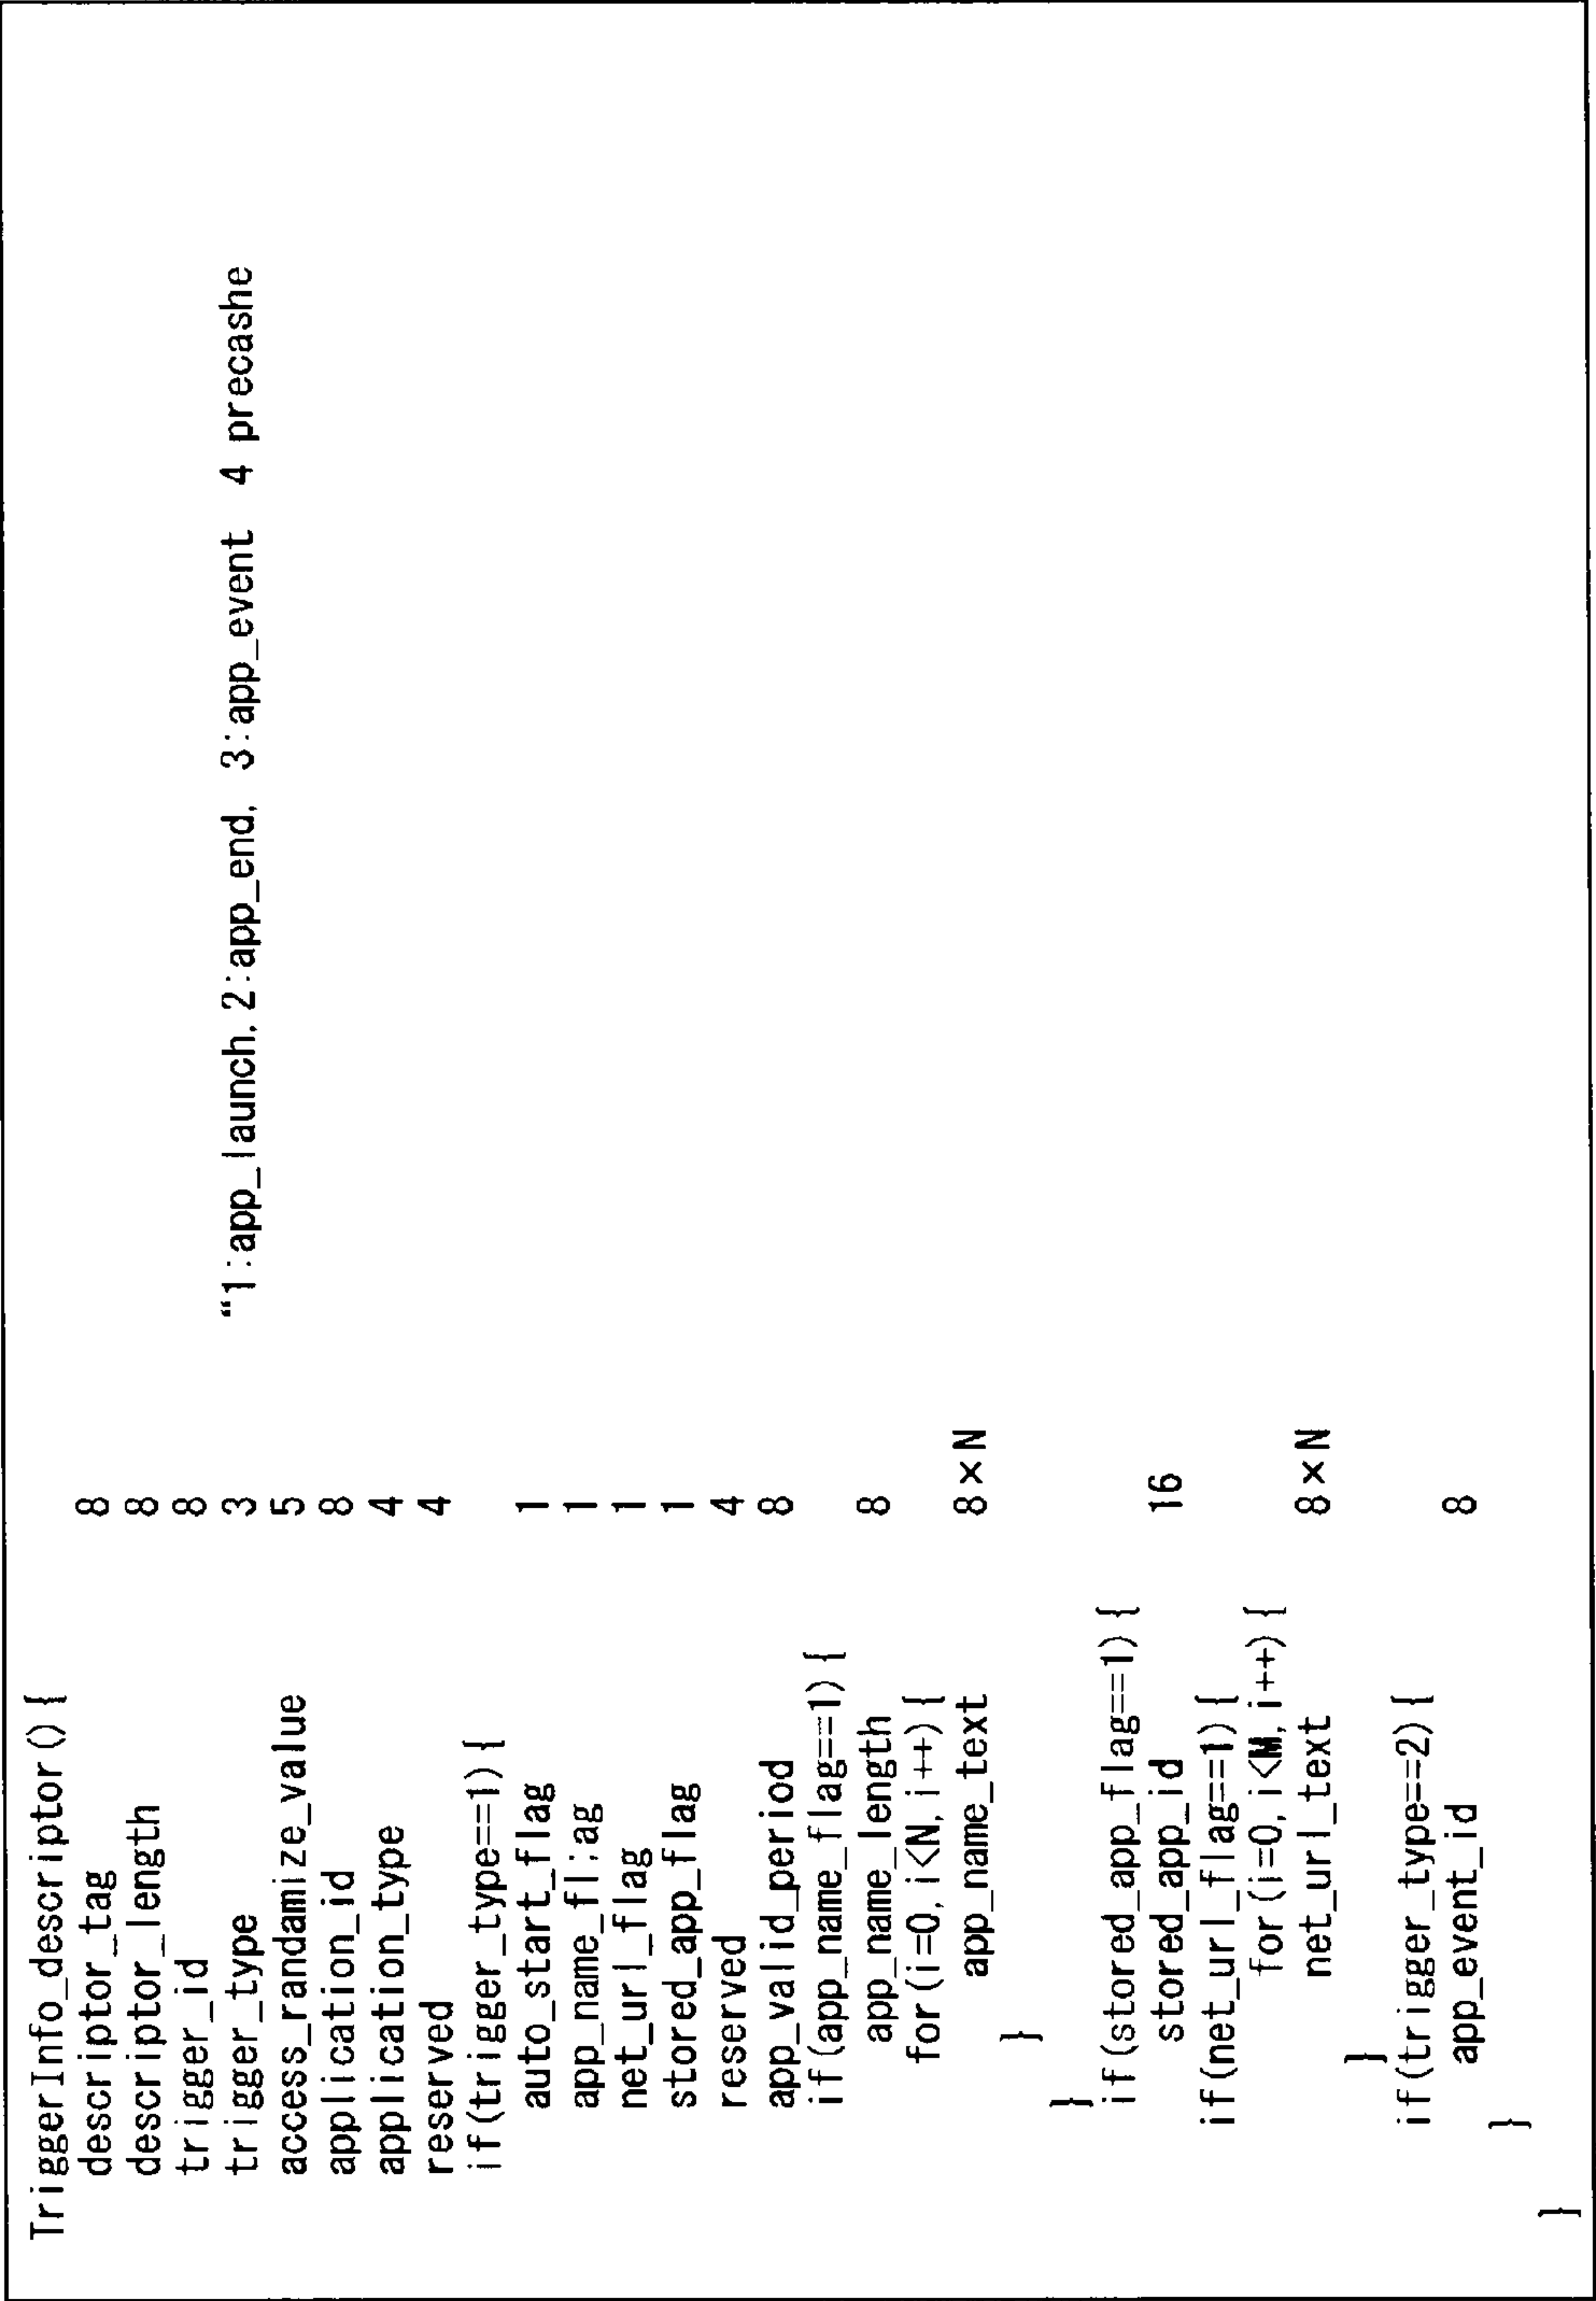 TriggerInfo_descriptor() {
descriptor_tag 8
descriptor_length 8
trigger_id 8
trigger_type 3 “1:app_launch, 2:app_end, 3:app_event 4 precashe
access_randamize_value 5
application_id 8
application_type 4
reserved 4
if(trigger_type==1) {
auto_start_flag 1
app_name_fl;ag 1
net_url_flag 1
stored_app_flag 1
reserved 4
app_valid_period 8
if(app_name_flag==1) {
app_name_length 8
for(i=0, i<N, i++) {
app_name_text 8×N
}
}
if(stored_app_flag==1) {
stored_app_id 16
if(net_url_flag==1) {
for(i=0, i<M, i++) {
net_url_text 8×N
}
if(trigger_type==2) {
app_event_id 8
}
}